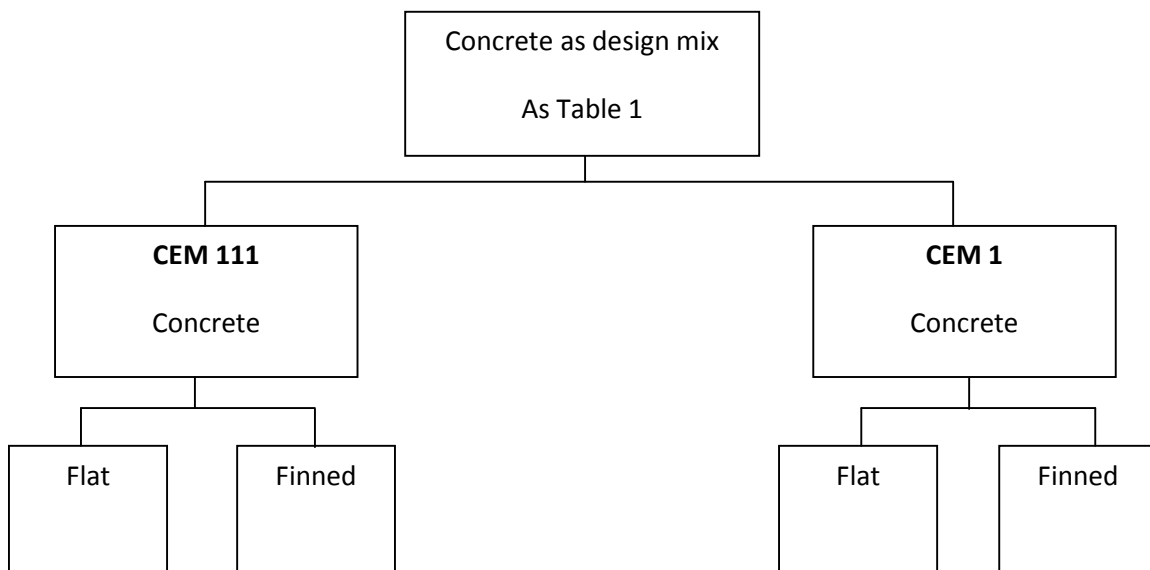 Concrete as design mix
As Table 1
CEM 111
Concrete
CEM 1
Concrete
Flat
Finned
Flat
Finned